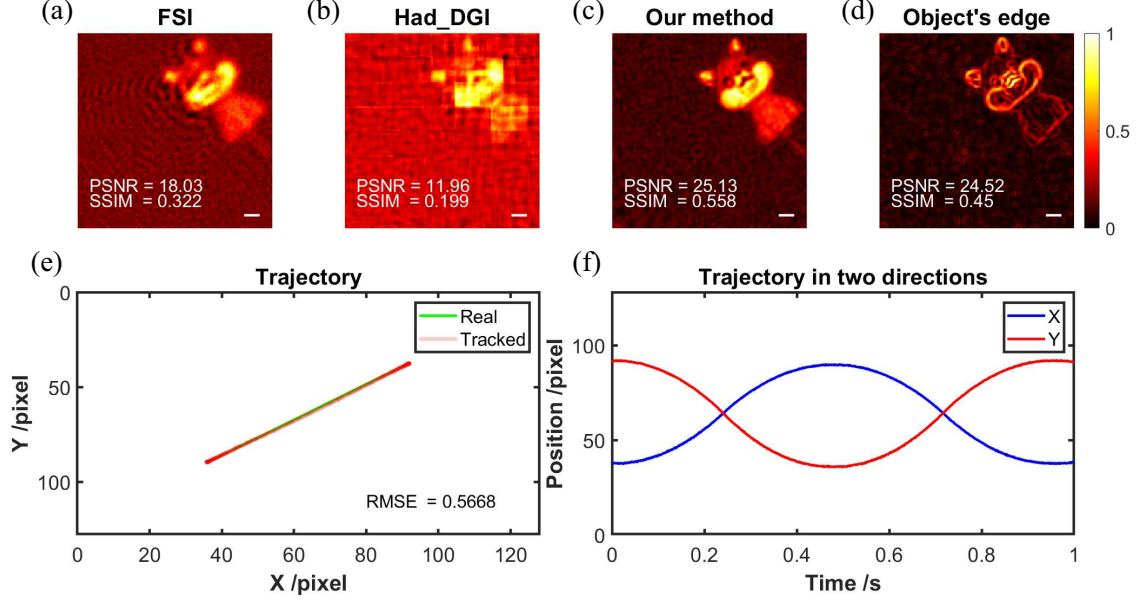 (a)
FSI
PSNR = 18.03
SSIM = 0.322
(b)
Had_DGI
PSNR = 11.96
SSIM = 0.199
(c)
Our method
PSNR = 25.13
SSIM = 0.558
(d)
Object's edge
PSNR = 24.52
SSIM = 0.45
1
0.5
0
(e)
Trajectory
Real
Tracked
RMSE = 0.5668
0
50
100
Y /pixel
0 20 40 60 80 100 120
X /pixel
(f)
Trajectory in two directions
X
Y
100
50
0
Position /pixel
0 0.2 0.4 0.6 0.8 1
Time /s